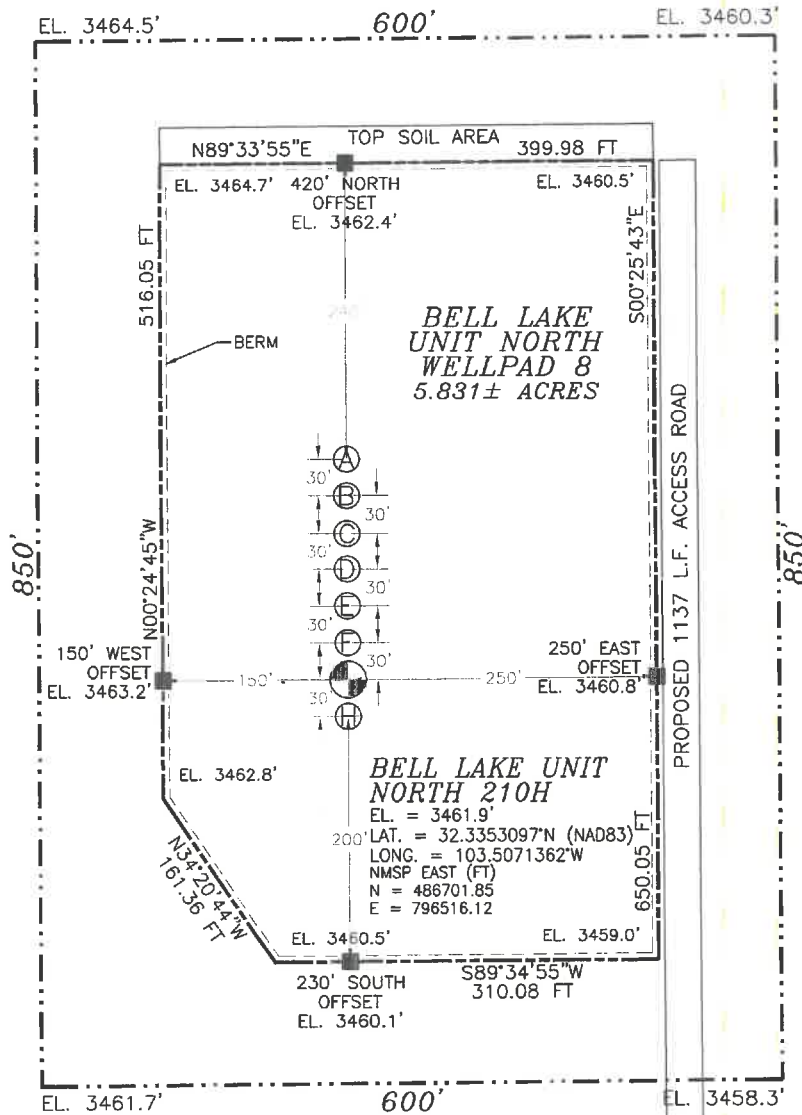 EL. 3464.5'
600'
EL. 3460.3'
TOP SOIL AREA
N89°33'55"E
399.98 FT
EL. 3464.7'
420' NORTH
OFFSET
EL. 3462.4'
EL. 3460.5'
516.05 FT
N00°24'45"W
S00°25'43"E
650.05 FT
BERM
240'
BELL LAKE
UNIT NORTH
WELLPAD 8
5.831± ACRES
850'
850'
PROPOSED 1137 L.F. ACCESS ROAD
A
30'
B
30'
30'
C
30'
D
30'
30'
E
30'
F
30'
150' WEST
OFFSET
EL. 3463.2'
150'
250'
250' EAST
OFFSET
EL. 3460.8'
30'
H
EL. 3462.8'
BELL LAKE UNIT
NORTH 210H
EL. = 3461.9'
LAT. = 32.3353097°N (NAD83)
LONG. = 103.5071362°W
NMSP EAST (FT)
N = 486701.85
E = 796516.12
200'
N34°20'44"W
161.36 FT
EL. 3460.5'
EL. 3459.0'
230' SOUTH
OFFSET
EL. 3460.1'
S89°34'55"W
310.08 FT
EL. 3461.7'
600'
EL. 3458.3'